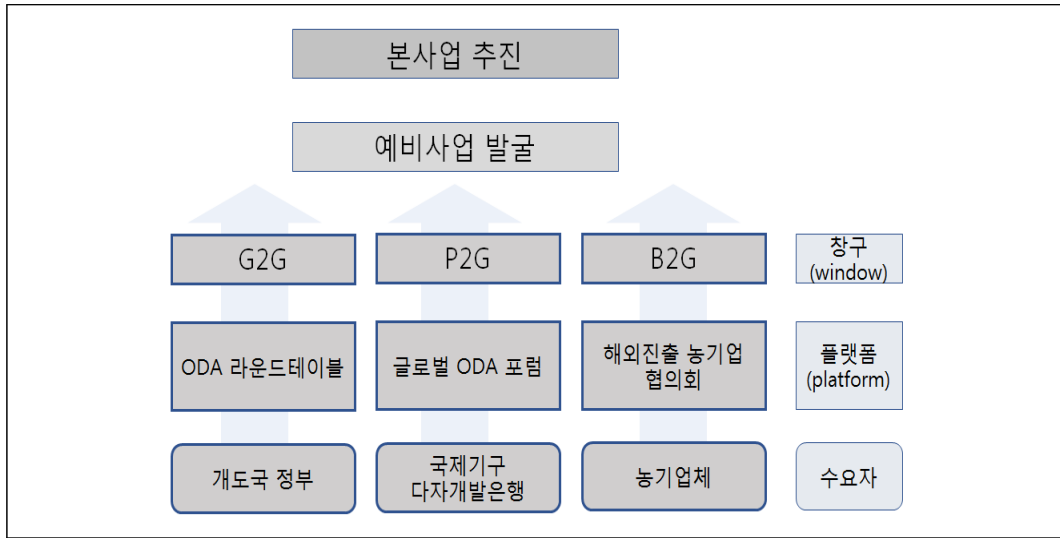 본사업 추진
예비사업 발굴
G2G
P2G
B2G
창구
(window)
ODA 라운드테이블
글로벌 ODA 포럼
해외진출 농기업
협의회
플랫폼
(platform)
개도국 정부
국제기구
다자개발은행
농기업체
수요자